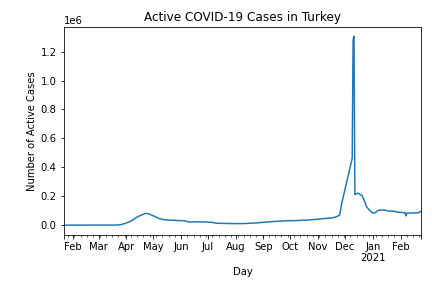 Active COVID-19 Cases in Turkey
1e6
1.2
1.0
0.8
0.6
0.4
0.2
0.0
Number of Active Cases
Feb Mar Apr May Jun Jul Aug Sep Oct Nov Dec Jan Feb
2021
Day